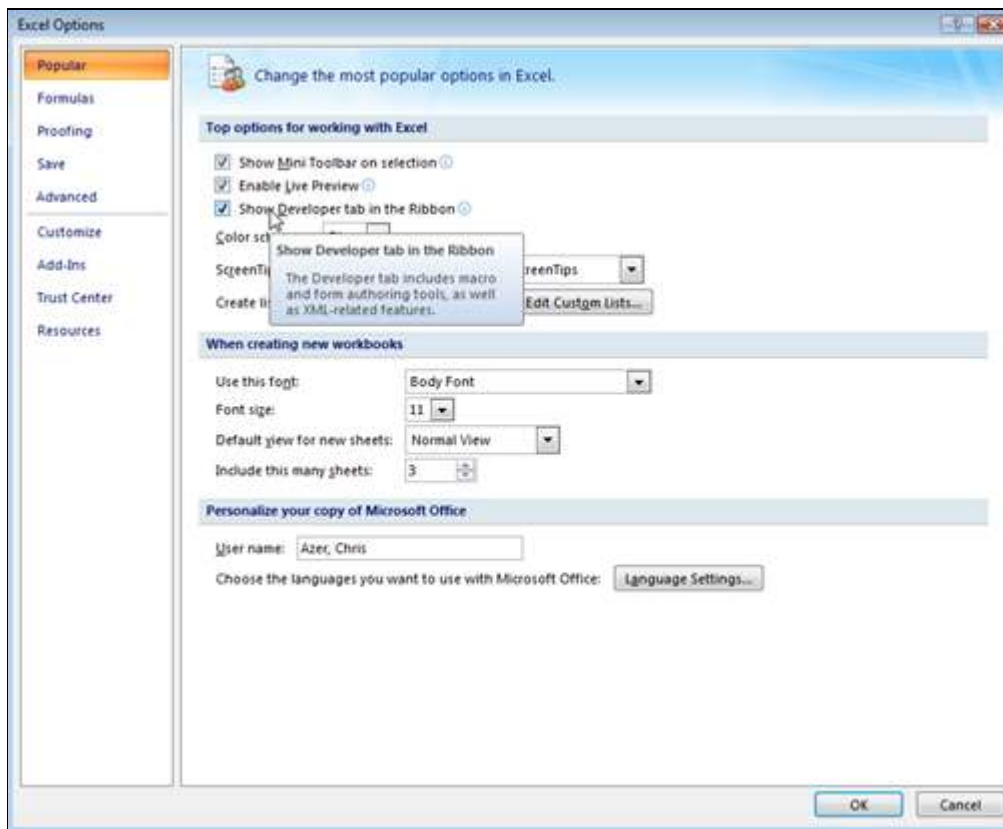 Excel Options
Popular
Formulas
Proofing
Save
Advanced
Customize
Add-Ins
Trust Center
Resources
Change the most popular options in Excel.
Top options for working with Excel
Show Mini Toolbar on selection
Enable Live Preview
Show Developer tab in the Ribbon
Color
Show Developer tab in the Ribbon
The Developer tab includes macro
and form authoring tools, as well
as XML-related features.
Create
Edit Custom Lists...
When creating new workbooks
Use this font: Body Font
Font size: 11
Default view for new sheets: Normal View
Include this many sheets: 3
Personalize your copy of Microsoft Office
User name: Azer, Chris
Choose the languages you want to use with Microsoft Office: Language Settings...
OK Cancel